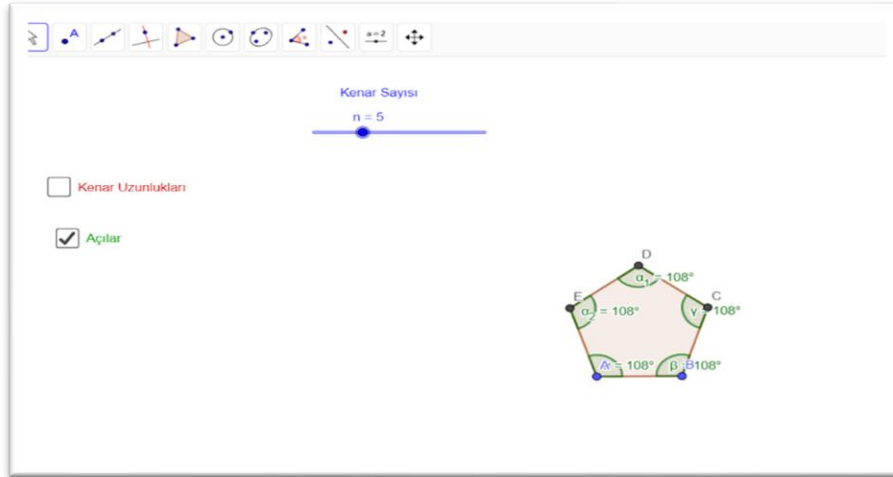 A
a=2
Kenar Sayısı
n = 5
Kenar Uzunlukları
Açılar
D
α₁ = 108°
E
C
α₂ = 108°
γ 108°
A = 108°
β B 108°